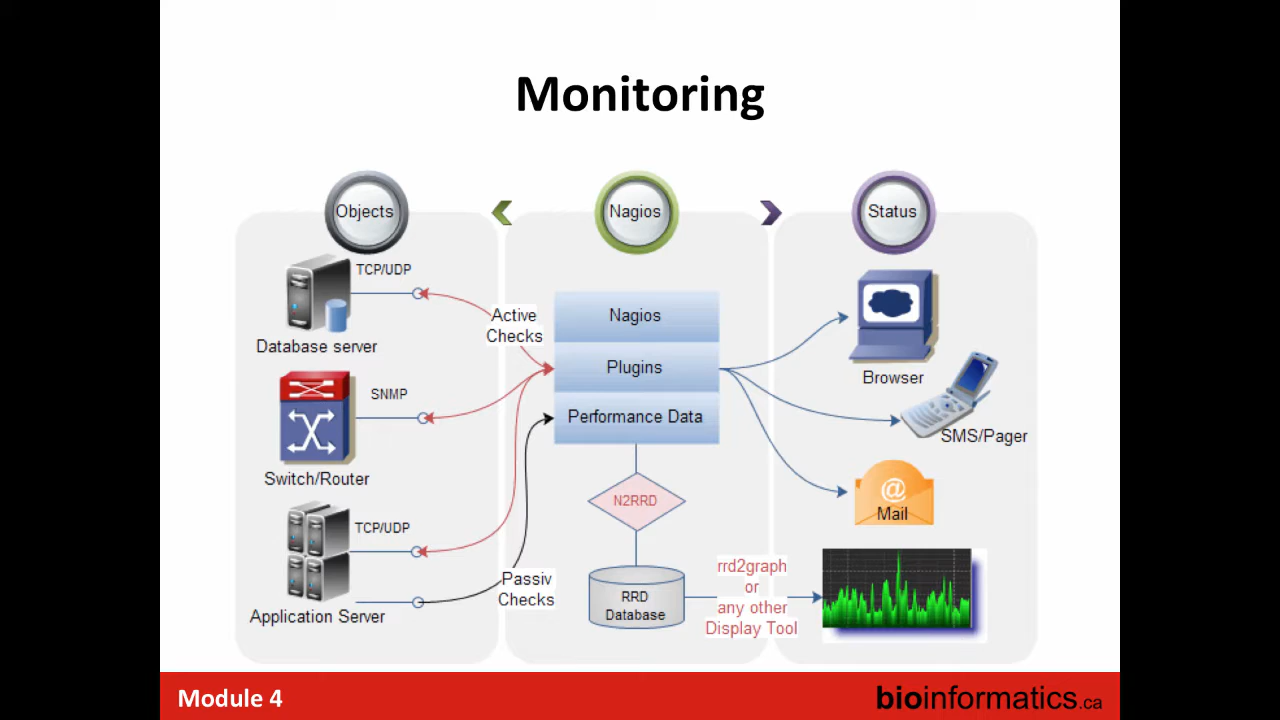 Monitoring
Objects
Nagios
Status
TCP/UDP
Database server
SNMP
Switch/Router
TCP/UDP
Application Server
Active
Checks
Passiv
Checks
Nagios
Plugins
Performance Data
N2RRD
RRD
Database
rrd2graph
or
any other
Display Tool
Browser
SMS/Pager
@
Mail
Module 4
bioinformatics.ca